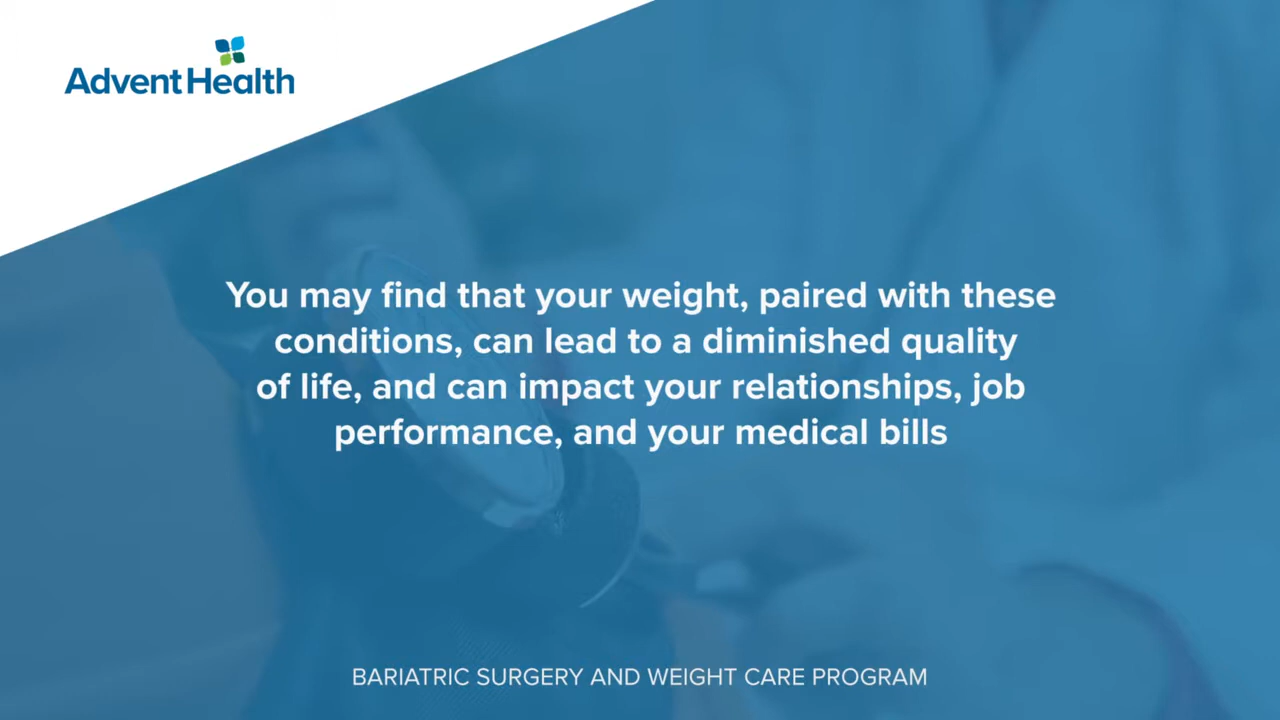 AdventHealth
You may find that your weight, paired with these
conditions, can lead to a diminished quality
of life, and can impact your relationships, job
performance, and your medical bills
BARIATRIC SURGERY AND WEIGHT CARE PROGRAM